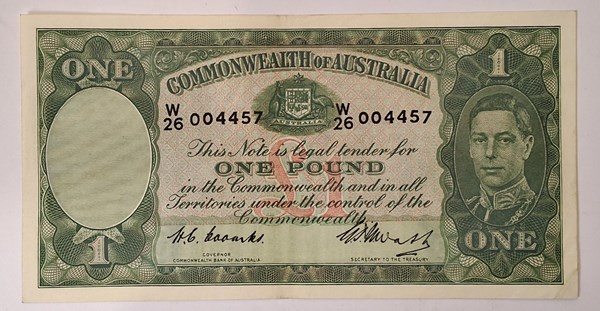 ONE
COMMONWEALTH OF AUSTRALIA
1
W/26 004457
W/26 004457
AUSTRALIA
This Note is legal tender for
ONE POUND
in the Commonwealth and in all
Territories under the control of the
Commonwealth.
£1
1
GOVERNOR
COMMONWEALTH BANK OF AUSTRALIA
SECRETARY TO THE TREASURY
ONE